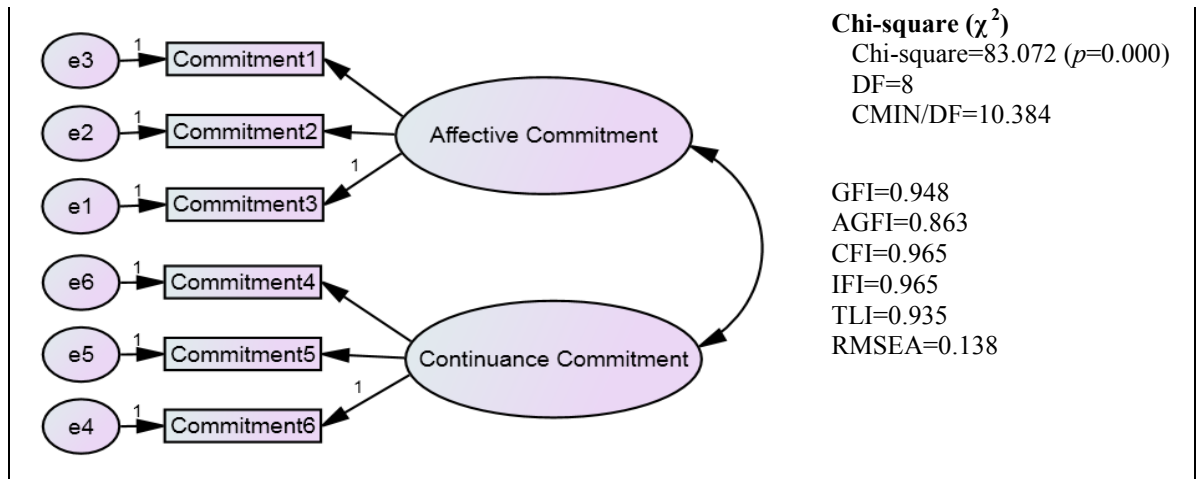 1
e3
Commitment1
1
e2
Commitment2
1
e1
Commitment3
1
e6
Commitment4
1
e5
Commitment5
1
e4
Commitment6
Affective Commitment
1
Continuance Commitment
1
Chi-square (χ²)
Chi-square=83.072 (p=0.000)
DF=8
CMIN/DF=10.384
GFI=0.948
AGFI=0.863
CFI=0.965
IFI=0.965
TLI=0.935
RMSEA=0.138